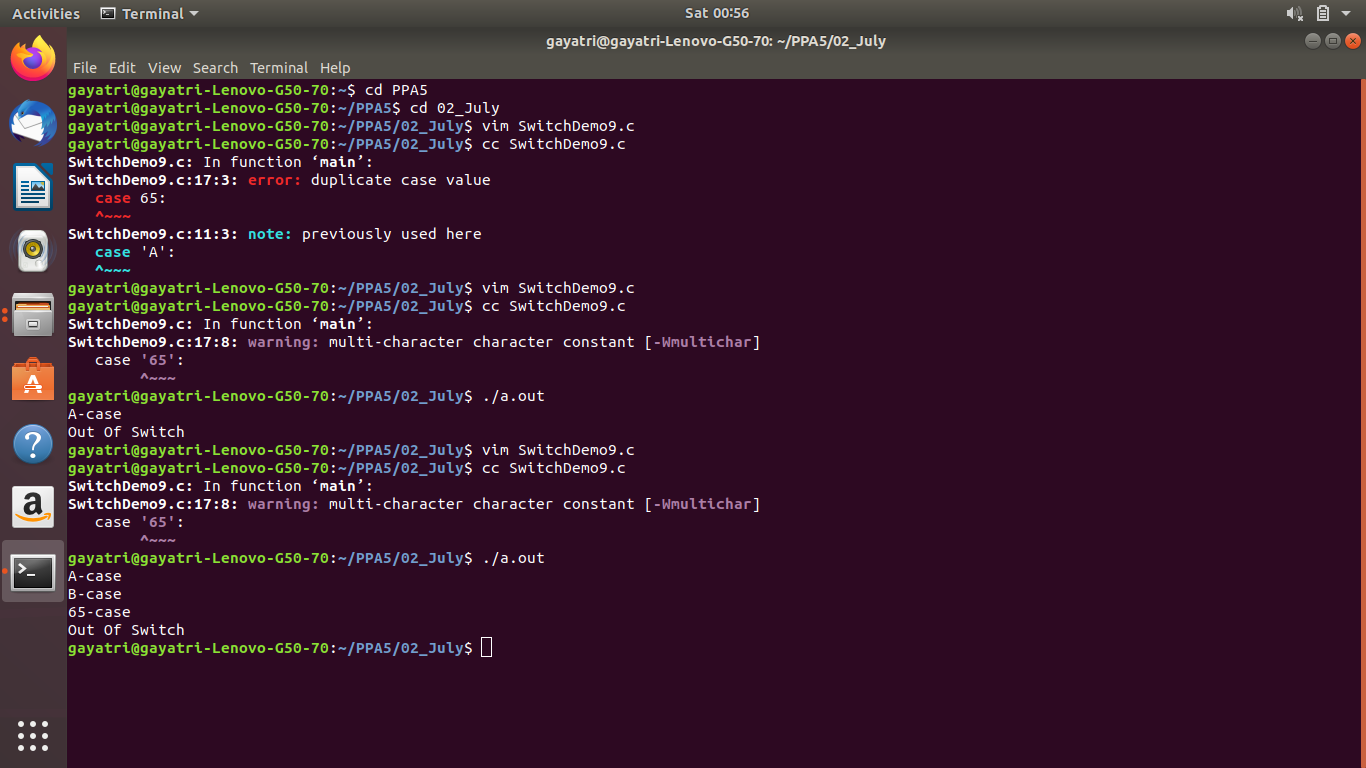 Activities Terminal Sat 00:56
gayatri@gayatri-Lenovo-G50-70: ~/PPA5/02_July
File Edit View Search Terminal Help
gayatri@gayatri-Lenovo-G50-70:~$ cd PPA5
gayatri@gayatri-Lenovo-G50-70:~/PPA5$ cd 02_July
gayatri@gayatri-Lenovo-G50-70:~/PPA5/02_July$ vim SwitchDemo9.c
gayatri@gayatri-Lenovo-G50-70:~/PPA5/02_July$ cc SwitchDemo9.c
SwitchDemo9.c: In function ‘main’:
SwitchDemo9.c:17:3: error: duplicate case value
   case 65:
   ^~~~
SwitchDemo9.c:11:3: note: previously used here
   case 'A':
   ^~~~
gayatri@gayatri-Lenovo-G50-70:~/PPA5/02_July$ vim SwitchDemo9.c
gayatri@gayatri-Lenovo-G50-70:~/PPA5/02_July$ cc SwitchDemo9.c
SwitchDemo9.c: In function ‘main’:
SwitchDemo9.c:17:8: warning: multi-character character constant [-Wmultichar]
   case '65':
        ^~~~
gayatri@gayatri-Lenovo-G50-70:~/PPA5/02_July$ ./a.out
A-case
Out Of Switch
gayatri@gayatri-Lenovo-G50-70:~/PPA5/02_July$ vim SwitchDemo9.c
gayatri@gayatri-Lenovo-G50-70:~/PPA5/02_July$ cc SwitchDemo9.c
SwitchDemo9.c: In function ‘main’:
SwitchDemo9.c:17:8: warning: multi-character character constant [-Wmultichar]
   case '65':
        ^~~~
gayatri@gayatri-Lenovo-G50-70:~/PPA5/02_July$ ./a.out
A-case
B-case
65-case
Out Of Switch
gayatri@gayatri-Lenovo-G50-70:~/PPA5/02_July$